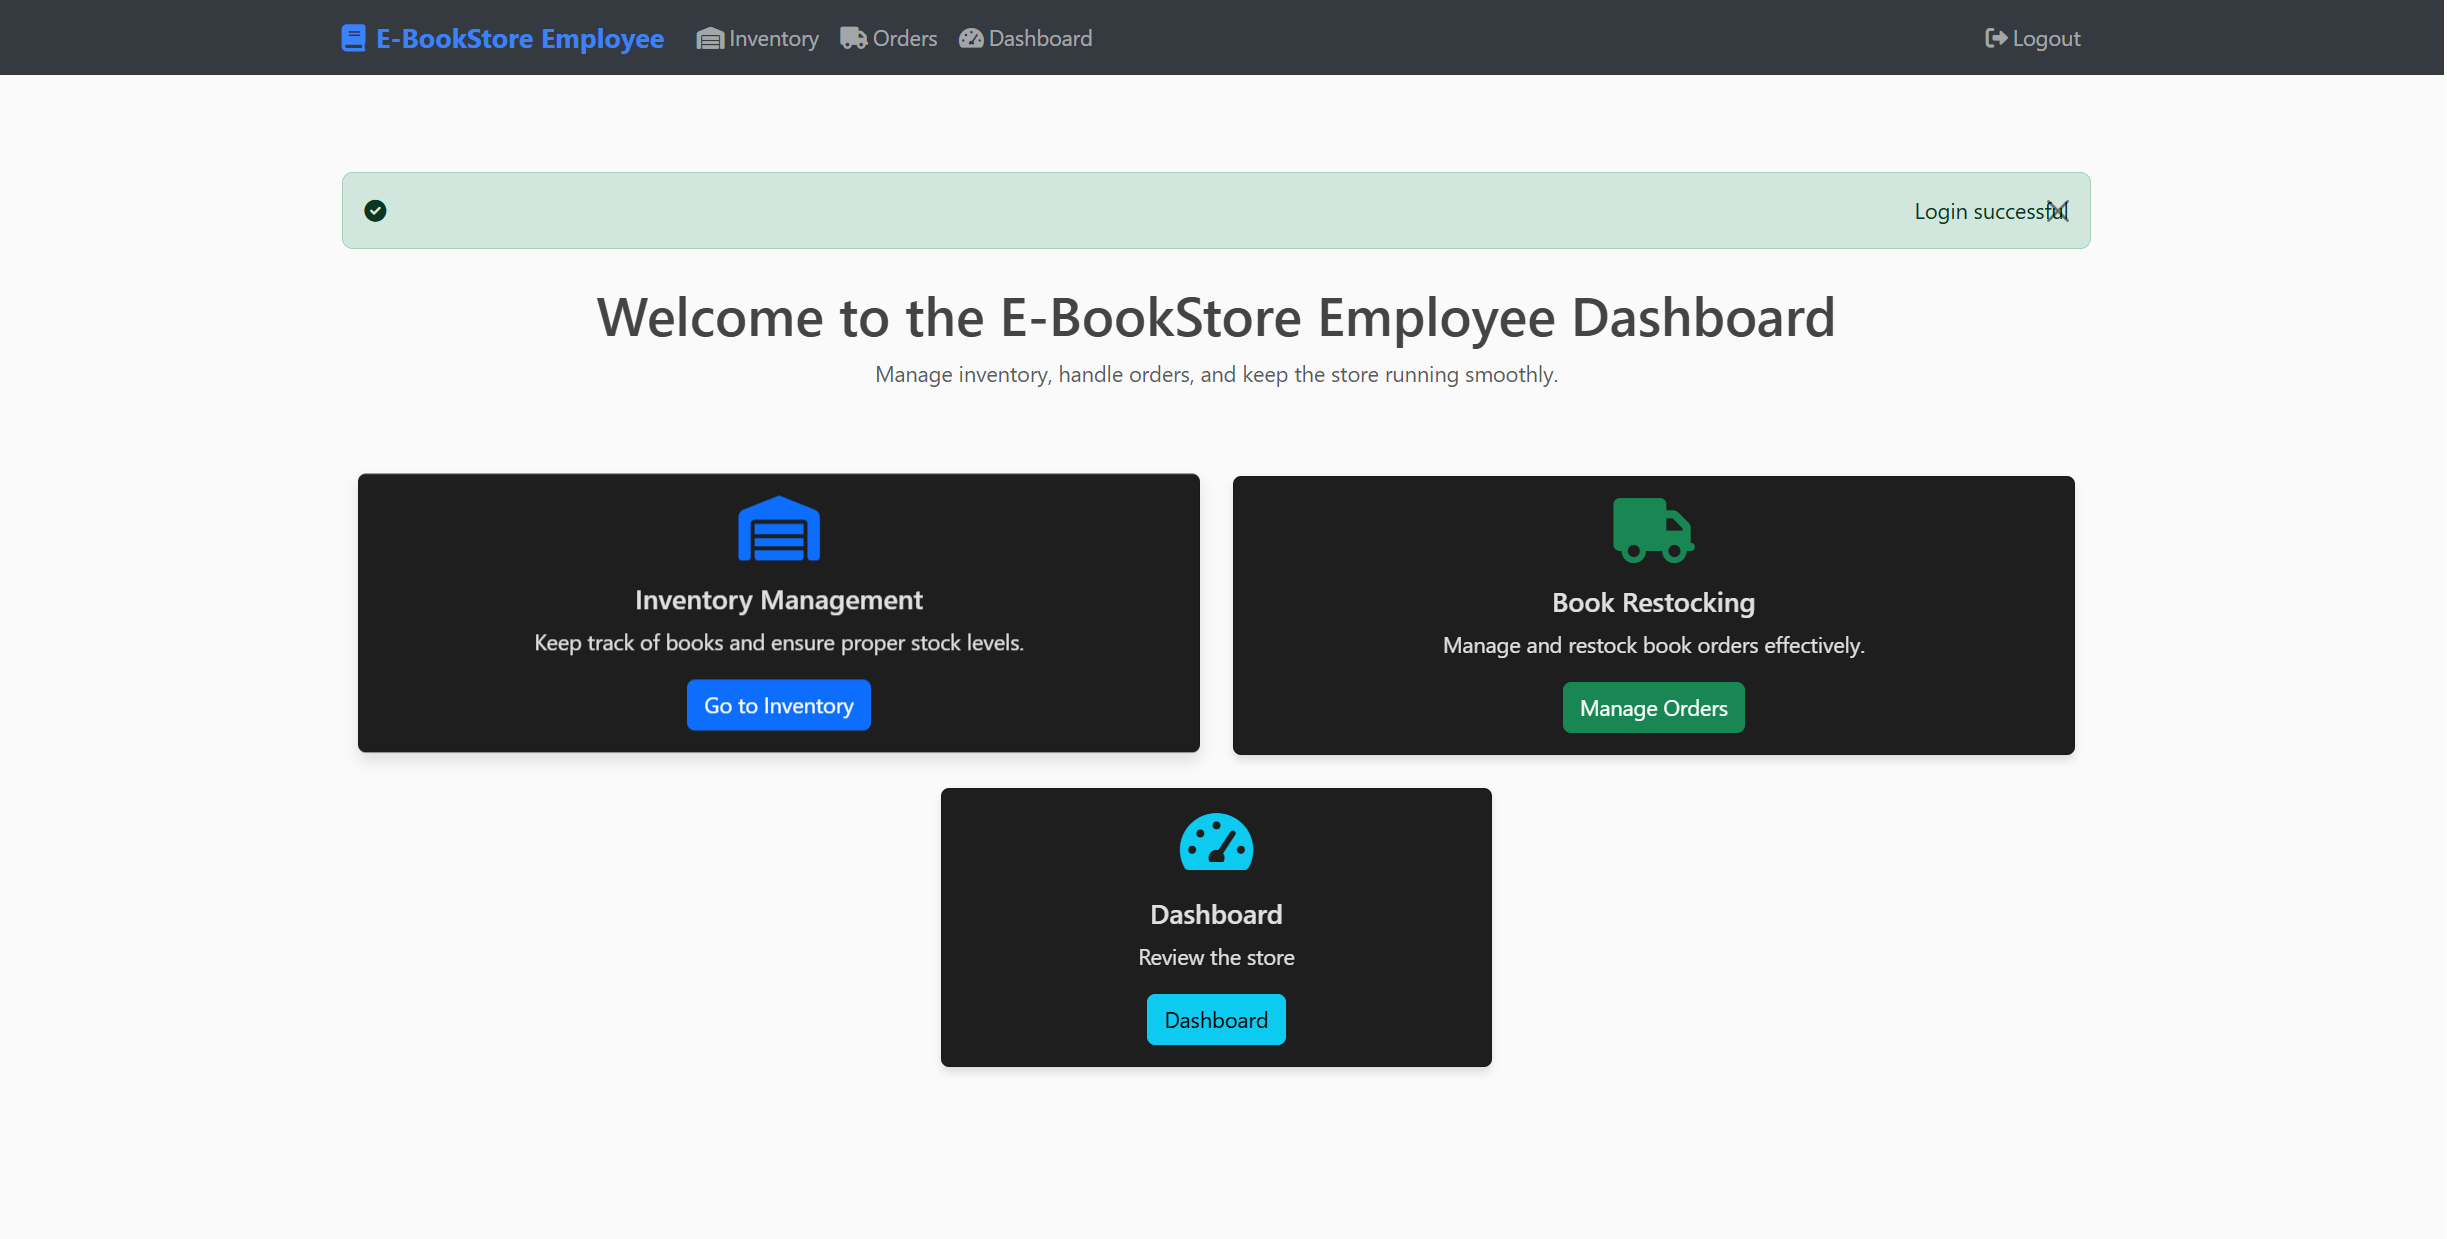 E-BookStore Employee Inventory Orders Dashboard Logout
Login successful
Welcome to the E-BookStore Employee Dashboard
Manage inventory, handle orders, and keep the store running smoothly.
Inventory Management
Keep track of books and ensure proper stock levels.
Go to Inventory
Book Restocking
Manage and restock book orders effectively.
Manage Orders
Dashboard
Review the store
Dashboard